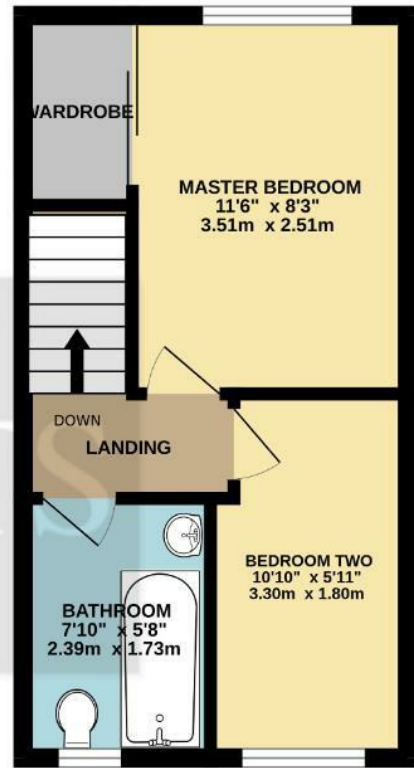 WARDROBE
MASTER BEDROOM
11'6" x 8'3"
3.51m x 2.51m
DOWN
LANDING
BEDROOM TWO
10'10" x 5'11"
3.30m x 1.80m
BATHROOM
7'10" x 5'8"
2.39m x 1.73m